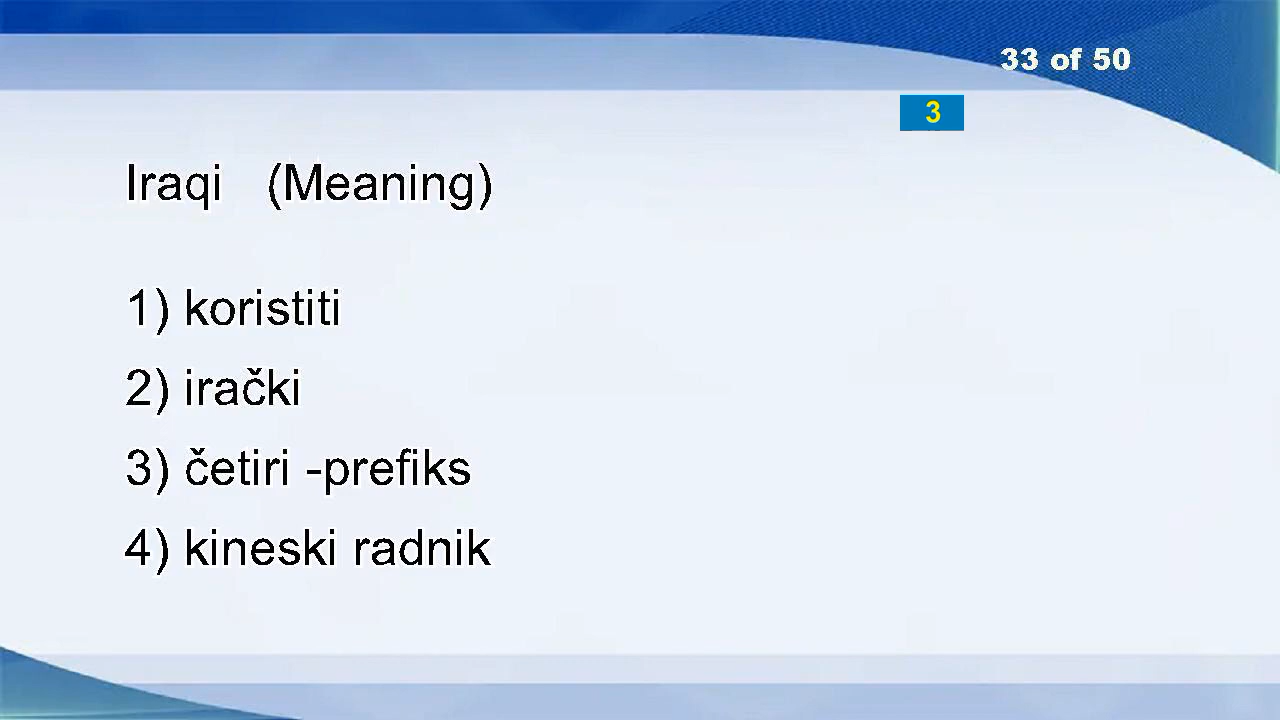 33 of 50
3
Iraqi (Meaning)
1) koristiti
2) irački
3) četiri -prefiks
4) kineski radnik